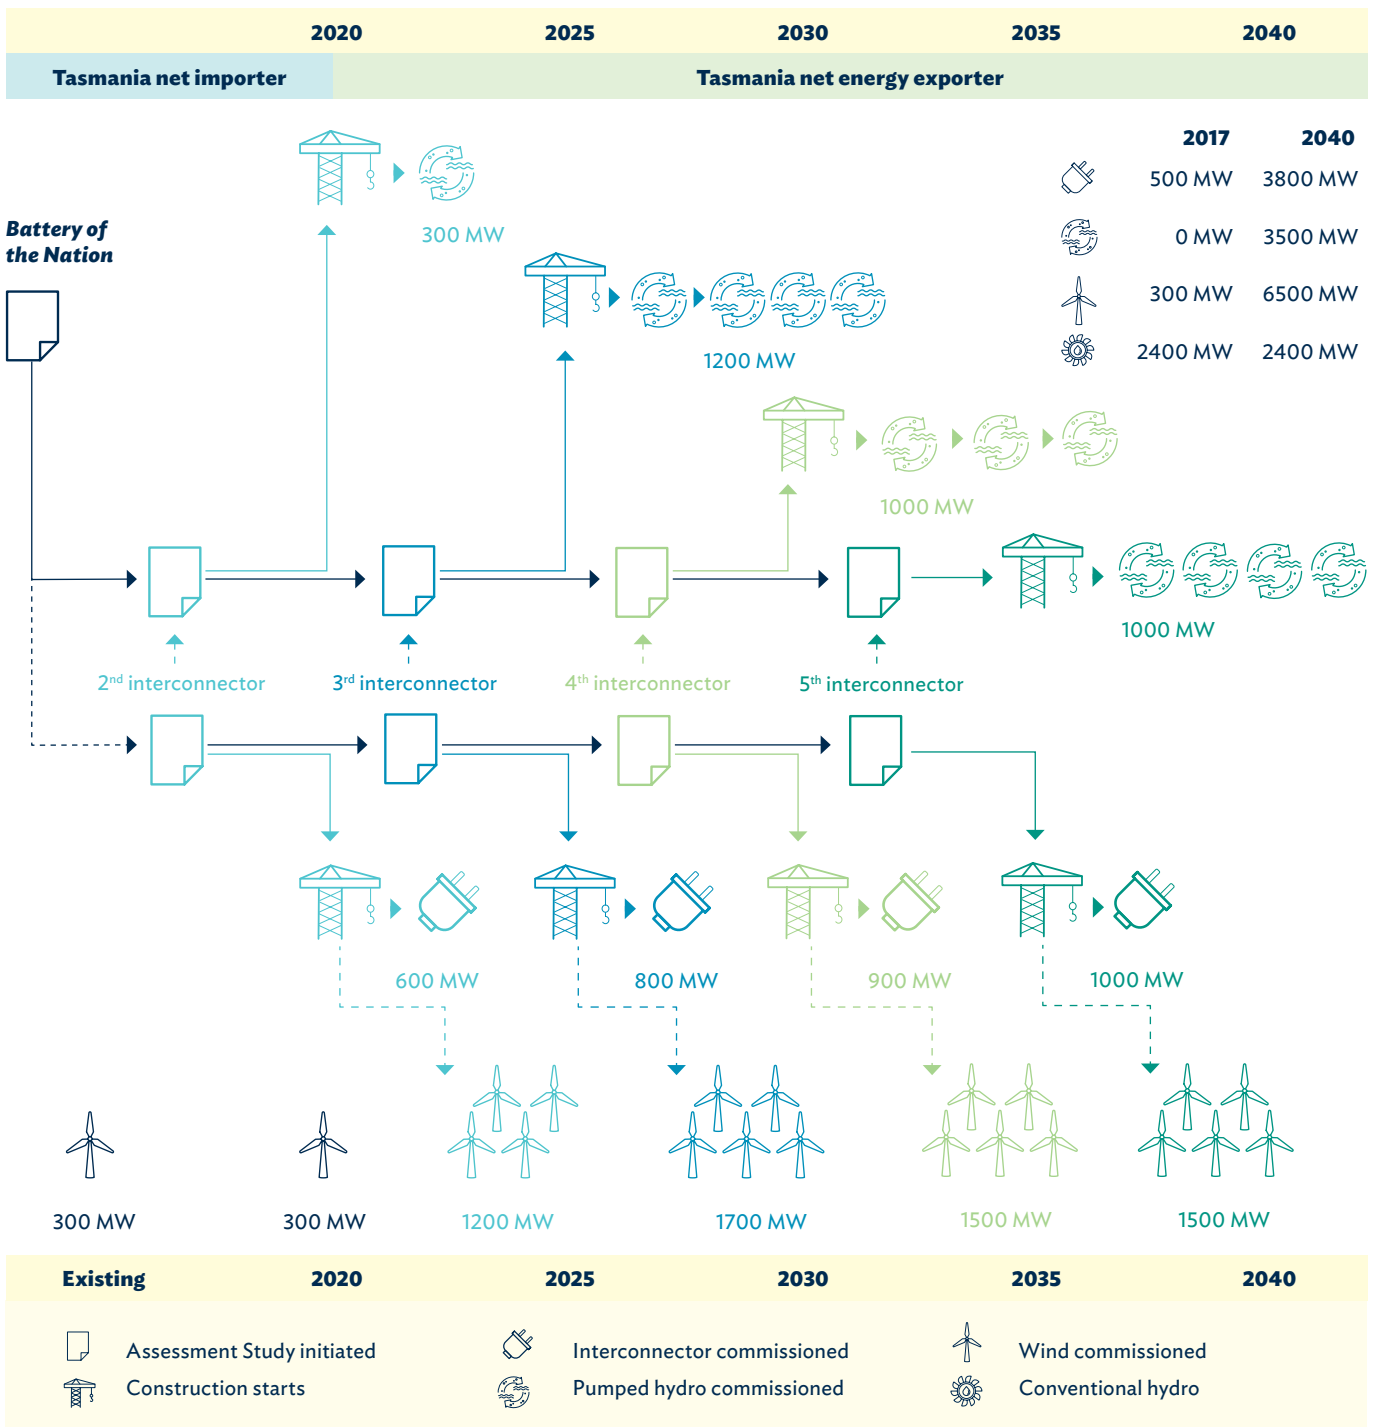 2020 2025 2030 2035 2040
Tasmania net importer Tasmania net energy exporter
2017 2040
500 MW 3800 MW
0 MW 3500 MW
300 MW 6500 MW
2400 MW 2400 MW
Battery of
the Nation
300 MW
1200 MW
1000 MW
1000 MW
2nd interconnector 3rd interconnector 4th interconnector 5th interconnector
600 MW 800 MW 900 MW 1000 MW
300 MW 300 MW 1200 MW 1700 MW 1500 MW 1500 MW
Existing 2020 2025 2030 2035 2040
Assessment Study initiated Interconnector commissioned Wind commissioned
Construction starts Pumped hydro commissioned Conventional hydro